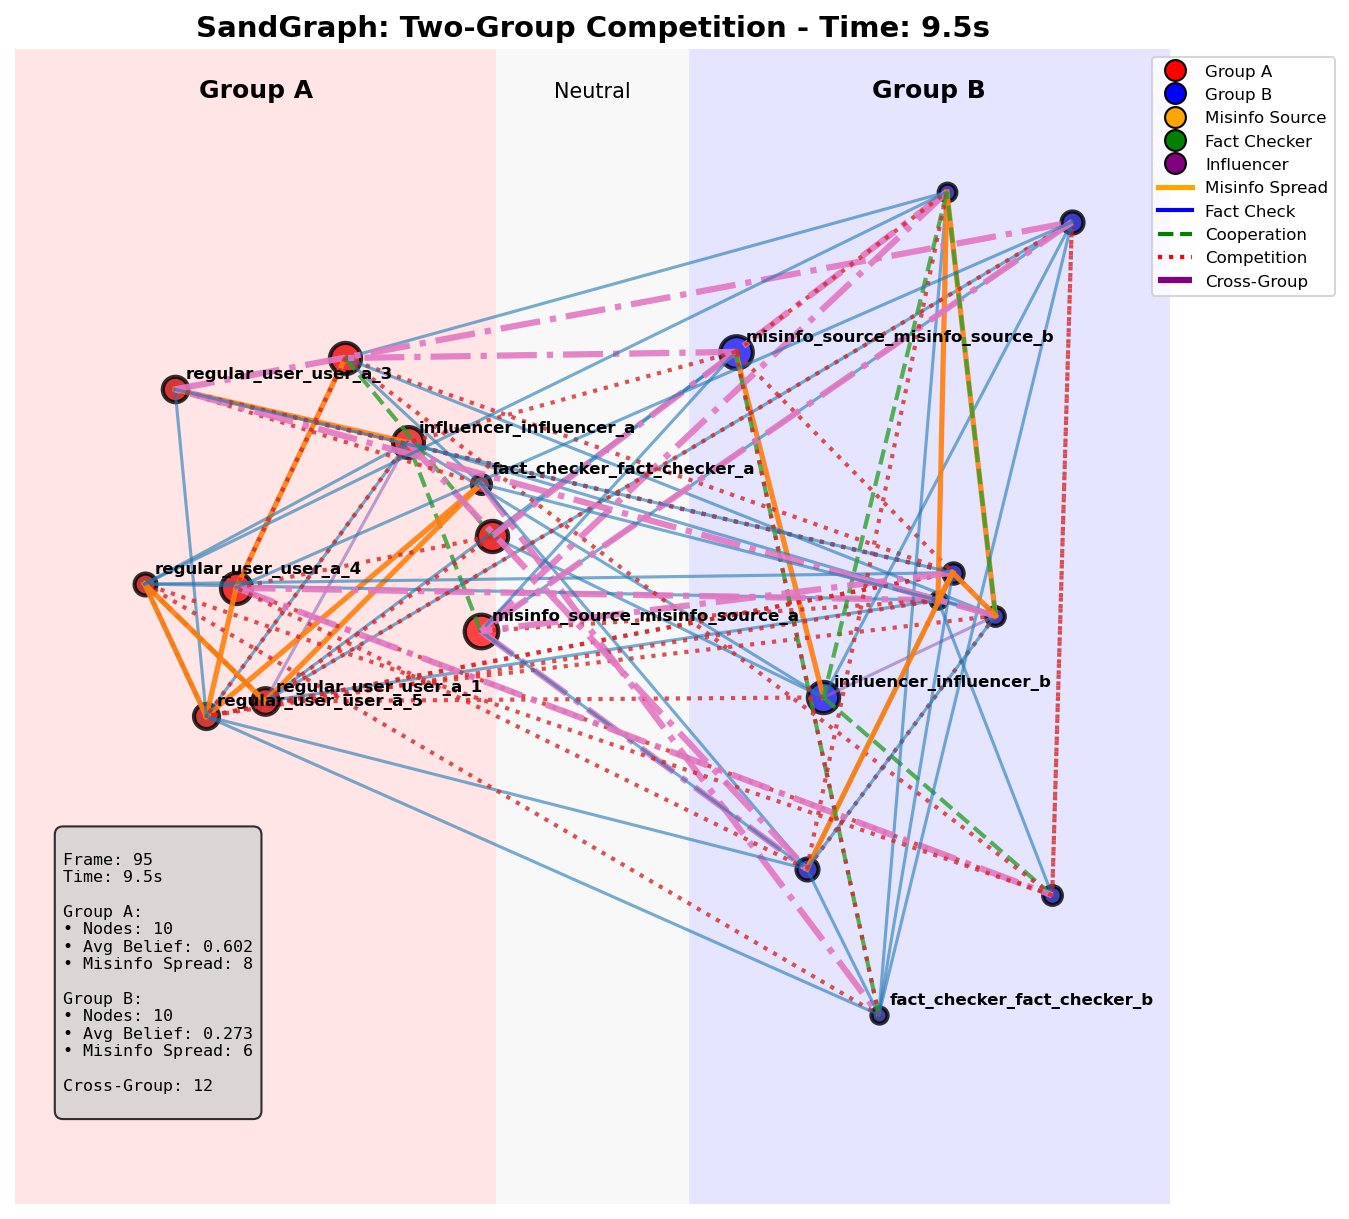 SandGraph: Two-Group Competition - Time: 9.5s
Group A
Neutral
Group B
Group A
Group B
Misinfo Source
Fact Checker
Influencer
Misinfo Spread
Fact Check
Cooperation
Competition
Cross-Group
misinfo_source_misinfo_source_b
regular_user_user_a_3
influencer_influencer_a
fact_checker_fact_checker_a
regular_user_user_a_4
misinfo_source_misinfo_source_a
influencer_influencer_b
regular_user_user_a_1
regular_user_user_a_5
fact_checker_fact_checker_b
Frame: 95
Time: 9.5s
Group A:
• Nodes: 10
• Avg Belief: 0.602
• Misinfo Spread: 8
Group B:
• Nodes: 10
• Avg Belief: 0.273
• Misinfo Spread: 6
Cross-Group: 12